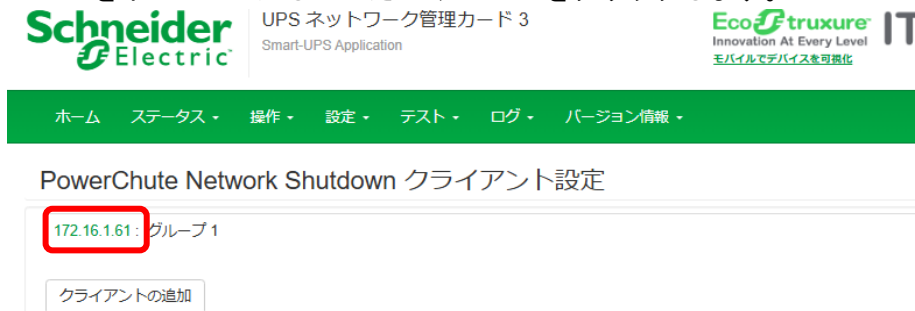 Schneider
Electric
UPS ネットワーク管理カード 3
Smart-UPS Application
EcoStruxure IT
Innovation At Every Level
モバイルでデバイスを可視化
ホーム ステータス 操作 設定 テスト ログ バージョン情報
PowerChute Network Shutdown クライアント設定
172.16.1.61 : グループ 1
クライアントの追加